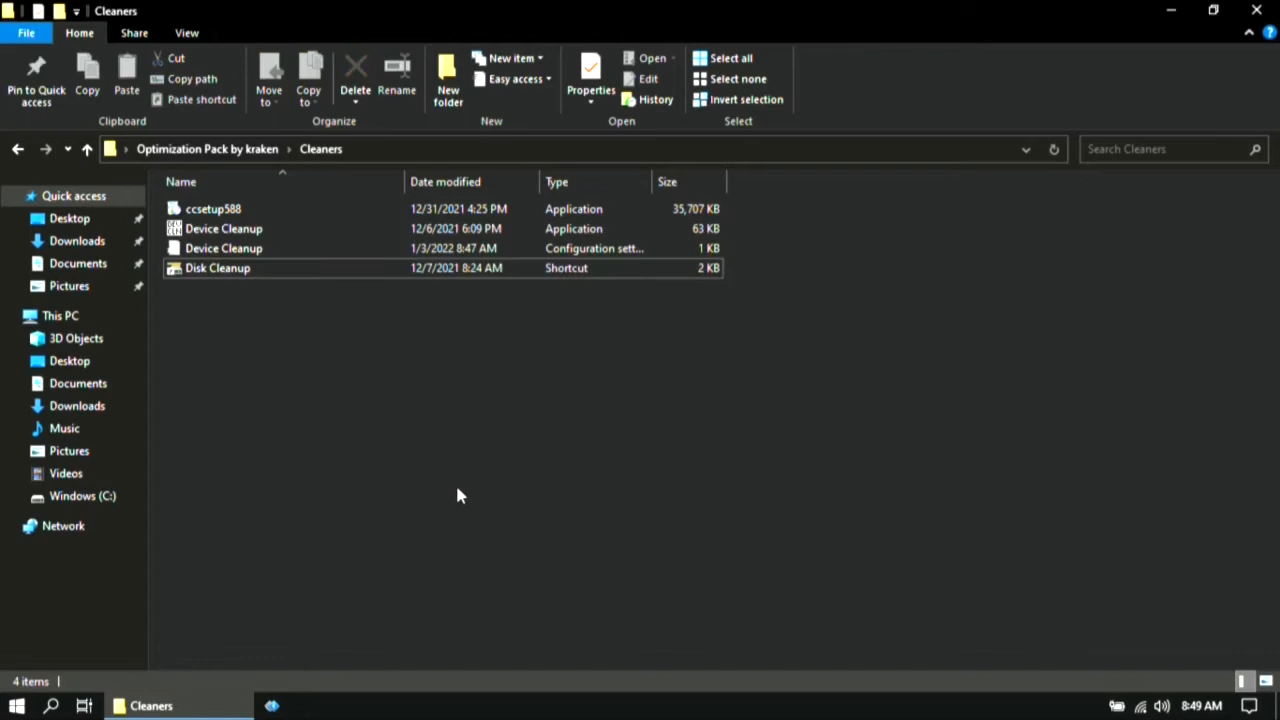 Cleaners
File Home Share View
Pin to Quick access
Copy
Paste
Cut
Copy path
Paste shortcut
Clipboard
Move to
Copy to
Delete
Rename
Organize
New folder
New item
Easy access
New
Properties
Open
Edit
History
Open
Select all
Select none
Invert selection
Select
Optimization Pack by kraken > Cleaners
Search Cleaners
Quick access
Desktop
Downloads
Documents
Pictures
This PC
3D Objects
Desktop
Documents
Downloads
Music
Pictures
Videos
Windows (C:)
Network
Name Date modified Type Size
ccsetup588 12/31/2021 4:25 PM Application 35,707 KB
Device Cleanup 12/6/2021 6:09 PM Application 63 KB
Device Cleanup 1/3/2022 8:47 AM Configuration sett... 1 KB
Disk Cleanup 12/7/2021 8:24 AM Shortcut 2 KB
4 items
Cleaners
8:49 AM